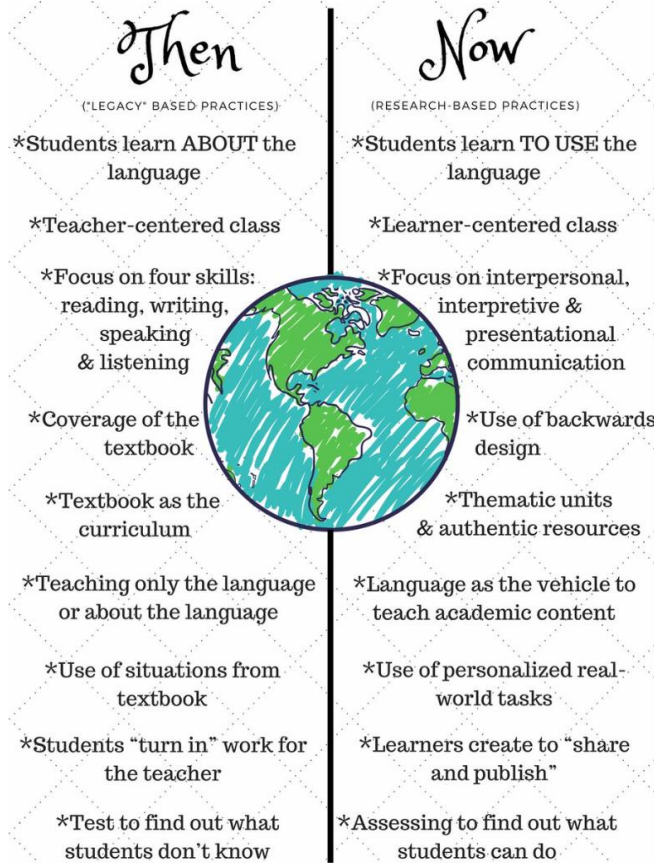 Then
("LEGACY" BASED PRACTICES)
*Students learn ABOUT the
language
*Teacher-centered class
*Focus on four skills:
reading, writing,
speaking
& listening
*Coverage of the
textbook
*Textbook as the
curriculum
*Teaching only the language
or about the language
*Use of situations from
textbook
*Students “turn in” work for
the teacher
*Test to find out what
students don’t know
Now
(RESEARCH-BASED PRACTICES)
*Students learn TO USE the
language
*Learner-centered class
*Focus on interpersonal,
interpretive &
presentational
communication
*Use of backwards
design
*Thematic units
& authentic resources
*Language as the vehicle to
teach academic content
*Use of personalized real-
world tasks
*Learners create to “share
and publish”
*Assessing to find out what
students can do